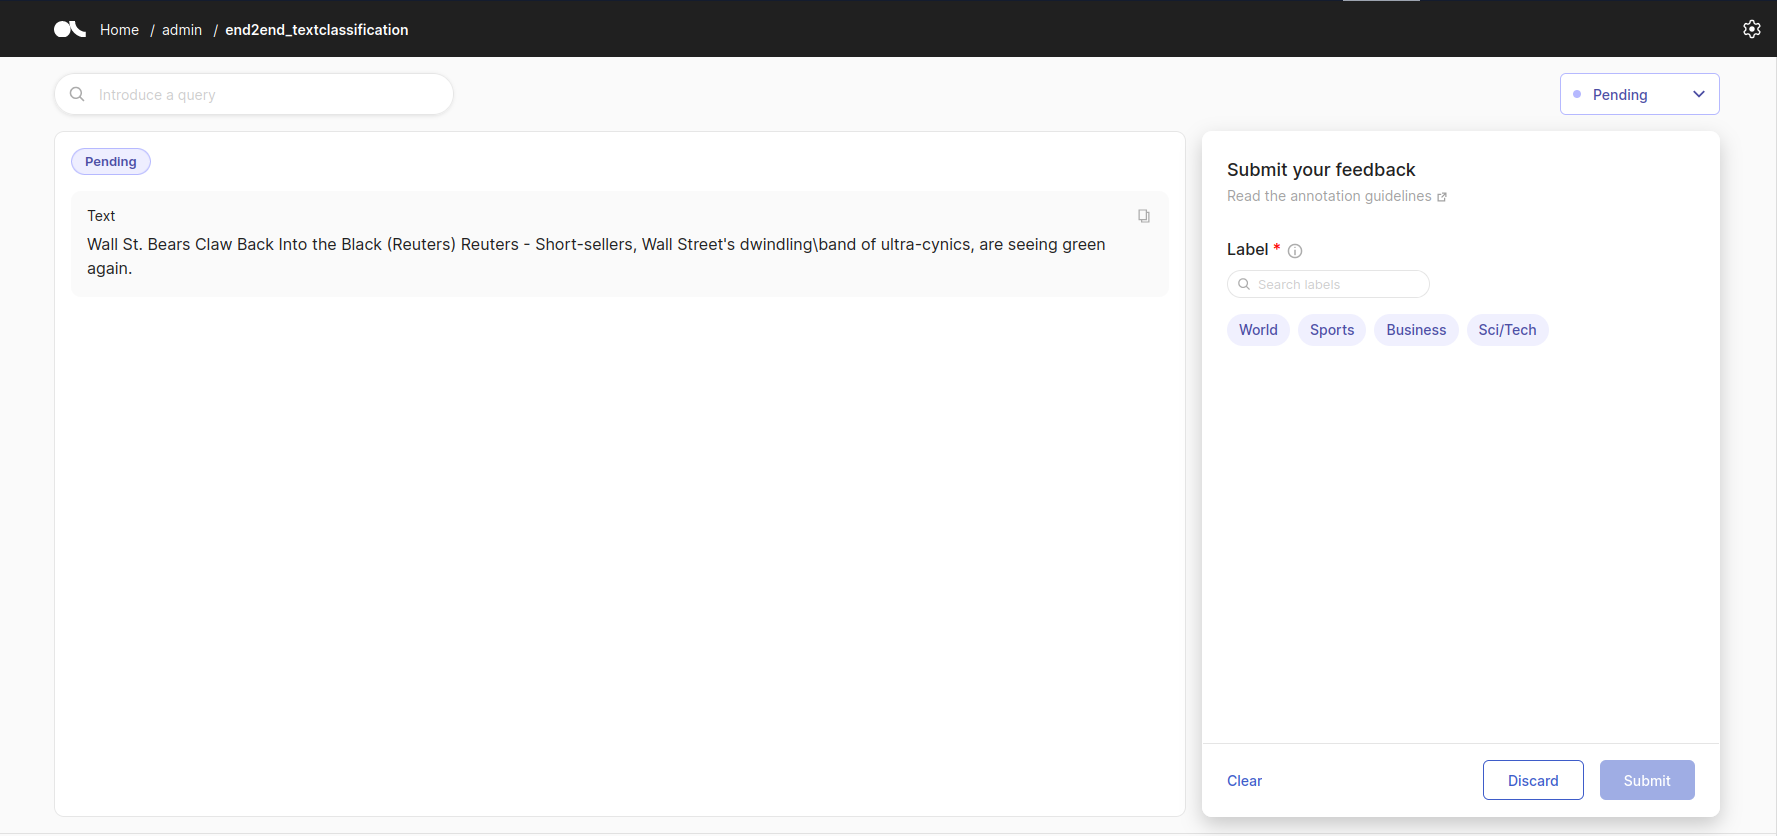 Home / admin / end2end_textclassification
Introduce a query
Pending
Pending
Text
Wall St. Bears Claw Back Into the Black (Reuters) Reuters - Short-sellers, Wall Street's dwindling\band of ultra-cynics, are seeing green
again.
Submit your feedback
Read the annotation guidelines
Label *
Search labels
World Sports Business Sci/Tech
Clear Discard Submit